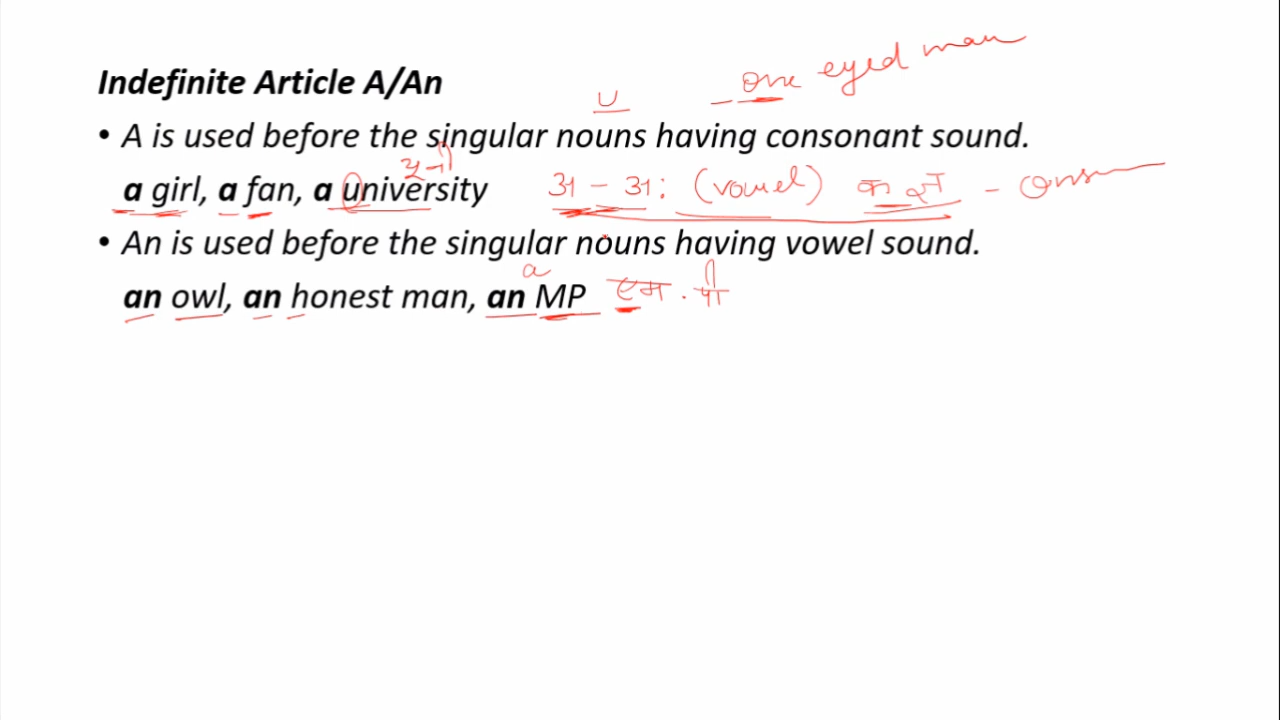 one eyed man
Indefinite Article A/An
U
• A is used before the singular nouns having consonant sound.
यूनी
a girl, a fan, a university अ – अः (vowel) क ज्ञ –
• An is used before the singular nouns having vowel sound.
a
an owl, an honest man, an MP एम. पी